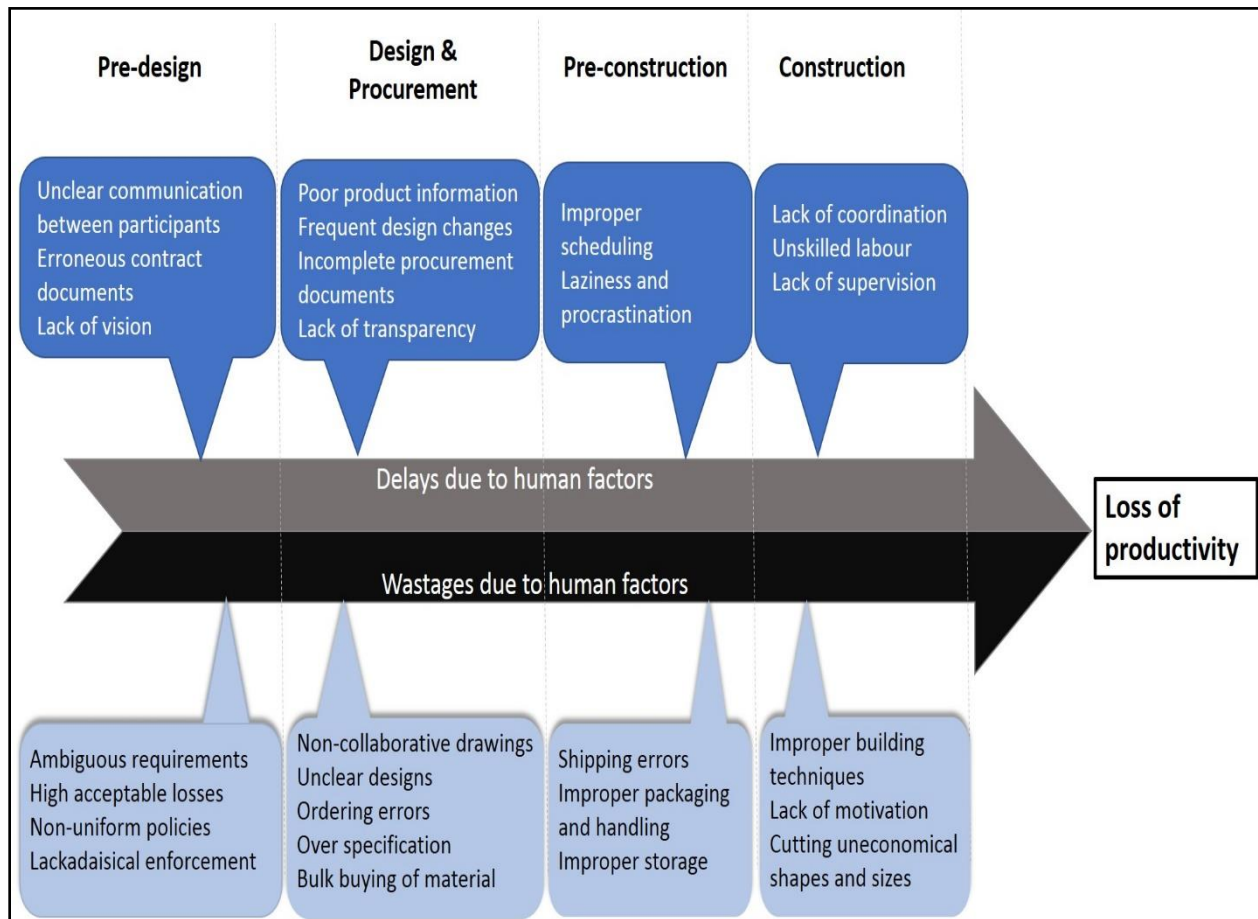 Pre-design
Design &
Procurement
Pre-construction
Construction
Unclear communication
between participants
Erroneous contract
documents
Lack of vision
Poor product information
Frequent design changes
Incomplete procurement
documents
Lack of transparency
Improper
scheduling
Laziness and
procrastination
Lack of coordination
Unskilled labour
Lack of supervision
Delays due to human factors
Wastages due to human factors
Loss of
productivity
Ambiguous requirements
High acceptable losses
Non-uniform policies
Lackadaisical enforcement
Non-collaborative drawings
Unclear designs
Ordering errors
Over specification
Bulk buying of material
Shipping errors
Improper packaging
and handling
Improper storage
Improper building
techniques
Lack of motivation
Cutting uneconomical
shapes and sizes